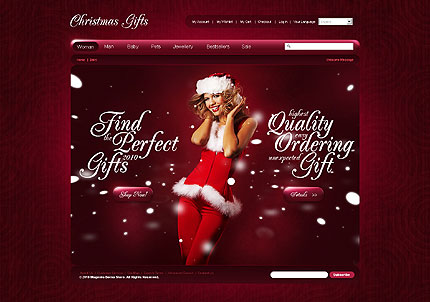 Christmas Gifts
My Account | My Wishlist | My Cart | Checkout | Log In | Your Language:
Woman Man Baby Pets Jewellery Bestsellers Sale
Home |
Welcome Message
Find
the Perfect
2010
Gifts
Shop Now!
highest
Quality
easy
Ordering
unexpected
Gift
Details >>
© 2010 Magento Demo Store. All Rights Reserved.
Subscribe